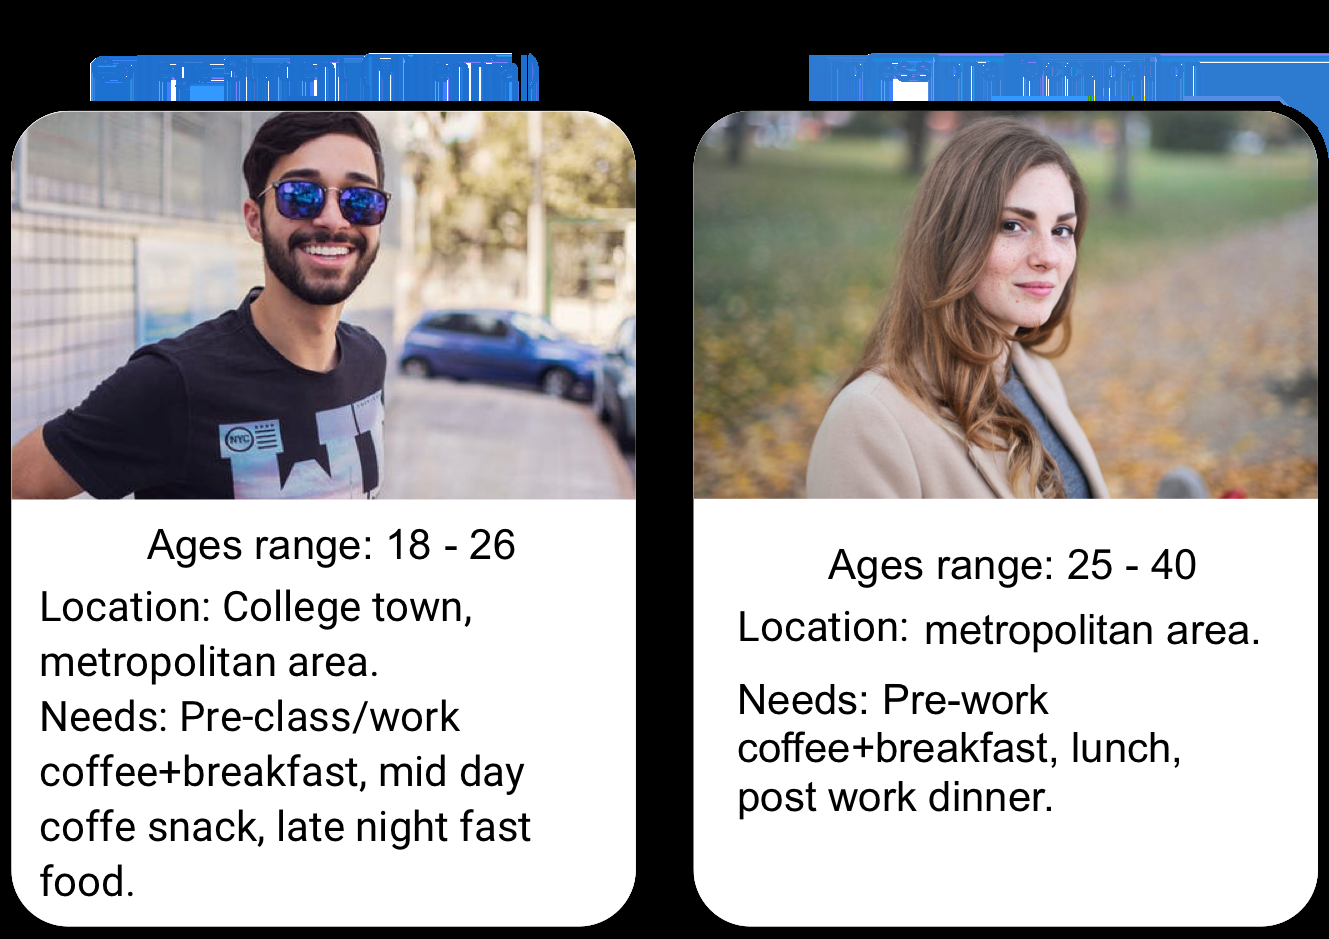 NYC
Ages range: 18 - 26
Location: College town,
metropolitan area.
Needs: Pre-class/work
coffee+breakfast, mid day
coffe snack, late night fast
food.
Ages range: 25 - 40
Location: metropolitan area.
Needs: Pre-work
coffee+breakfast, lunch,
post work dinner.